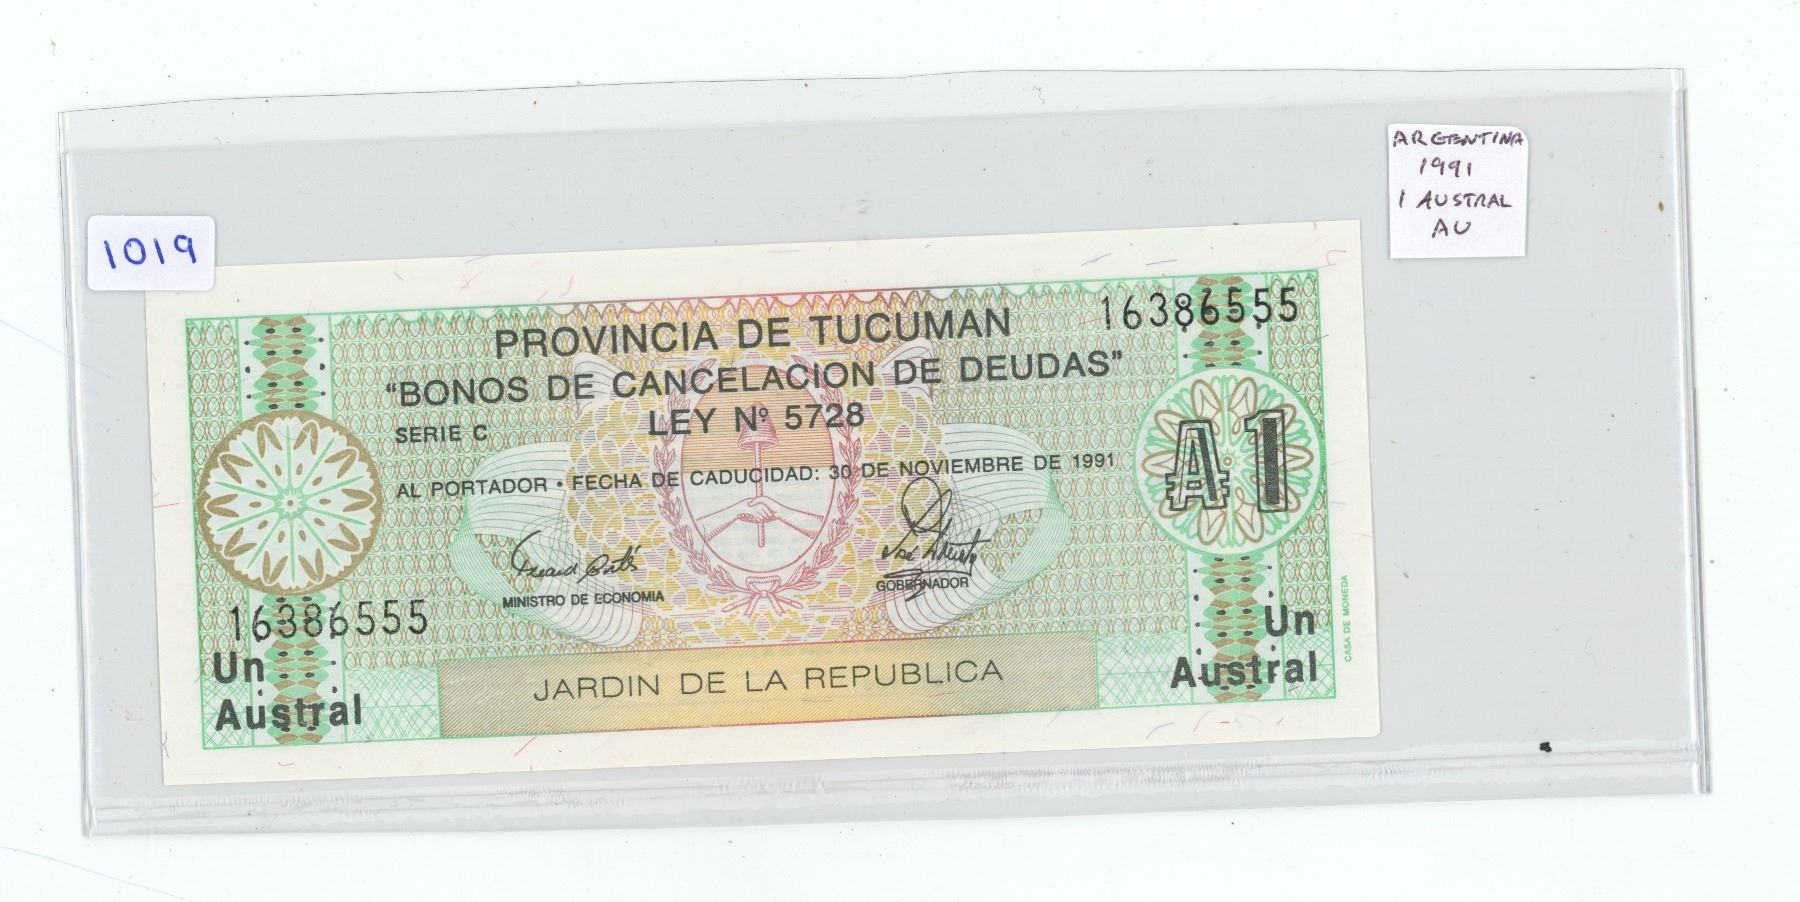 ARGENTINA
1991
1 AUSTRAL
AU
1019
16386555
PROVINCIA DE TUCUMAN
“BONOS DE CANCELACION DE DEUDAS”
LEY Nº 5728
SERIE C
AL PORTADOR • FECHA DE CADUCIDAD: 30 DE NOVIEMBRE DE 1991
₳1
MINISTRO DE ECONOMIA
GOBERNADOR
16386555
Un
Austral
JARDIN DE LA REPUBLICA
Un
Austral
CASA DE MONEDA